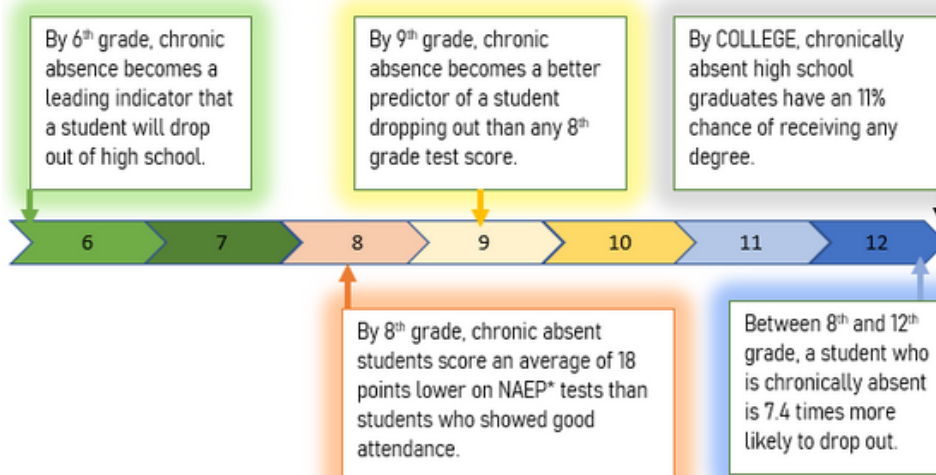 By 6th grade, chronic
absence becomes a
leading indicator that
a student will drop
out of high school.
By 9th grade, chronic
absence becomes a better
predictor of a student
dropping out than any 8th
grade test score.
By COLLEGE, chronically
absent high school
graduates have an 11%
chance of receiving any
degree.
6 7 8 9 10 11 12
By 8th grade, chronic absent
students score an average of 18
points lower on NAEP* tests than
students who showed good
attendance.
Between 8th and 12th
grade, a student who
is chronically absent
is 7.4 times more
likely to drop out.